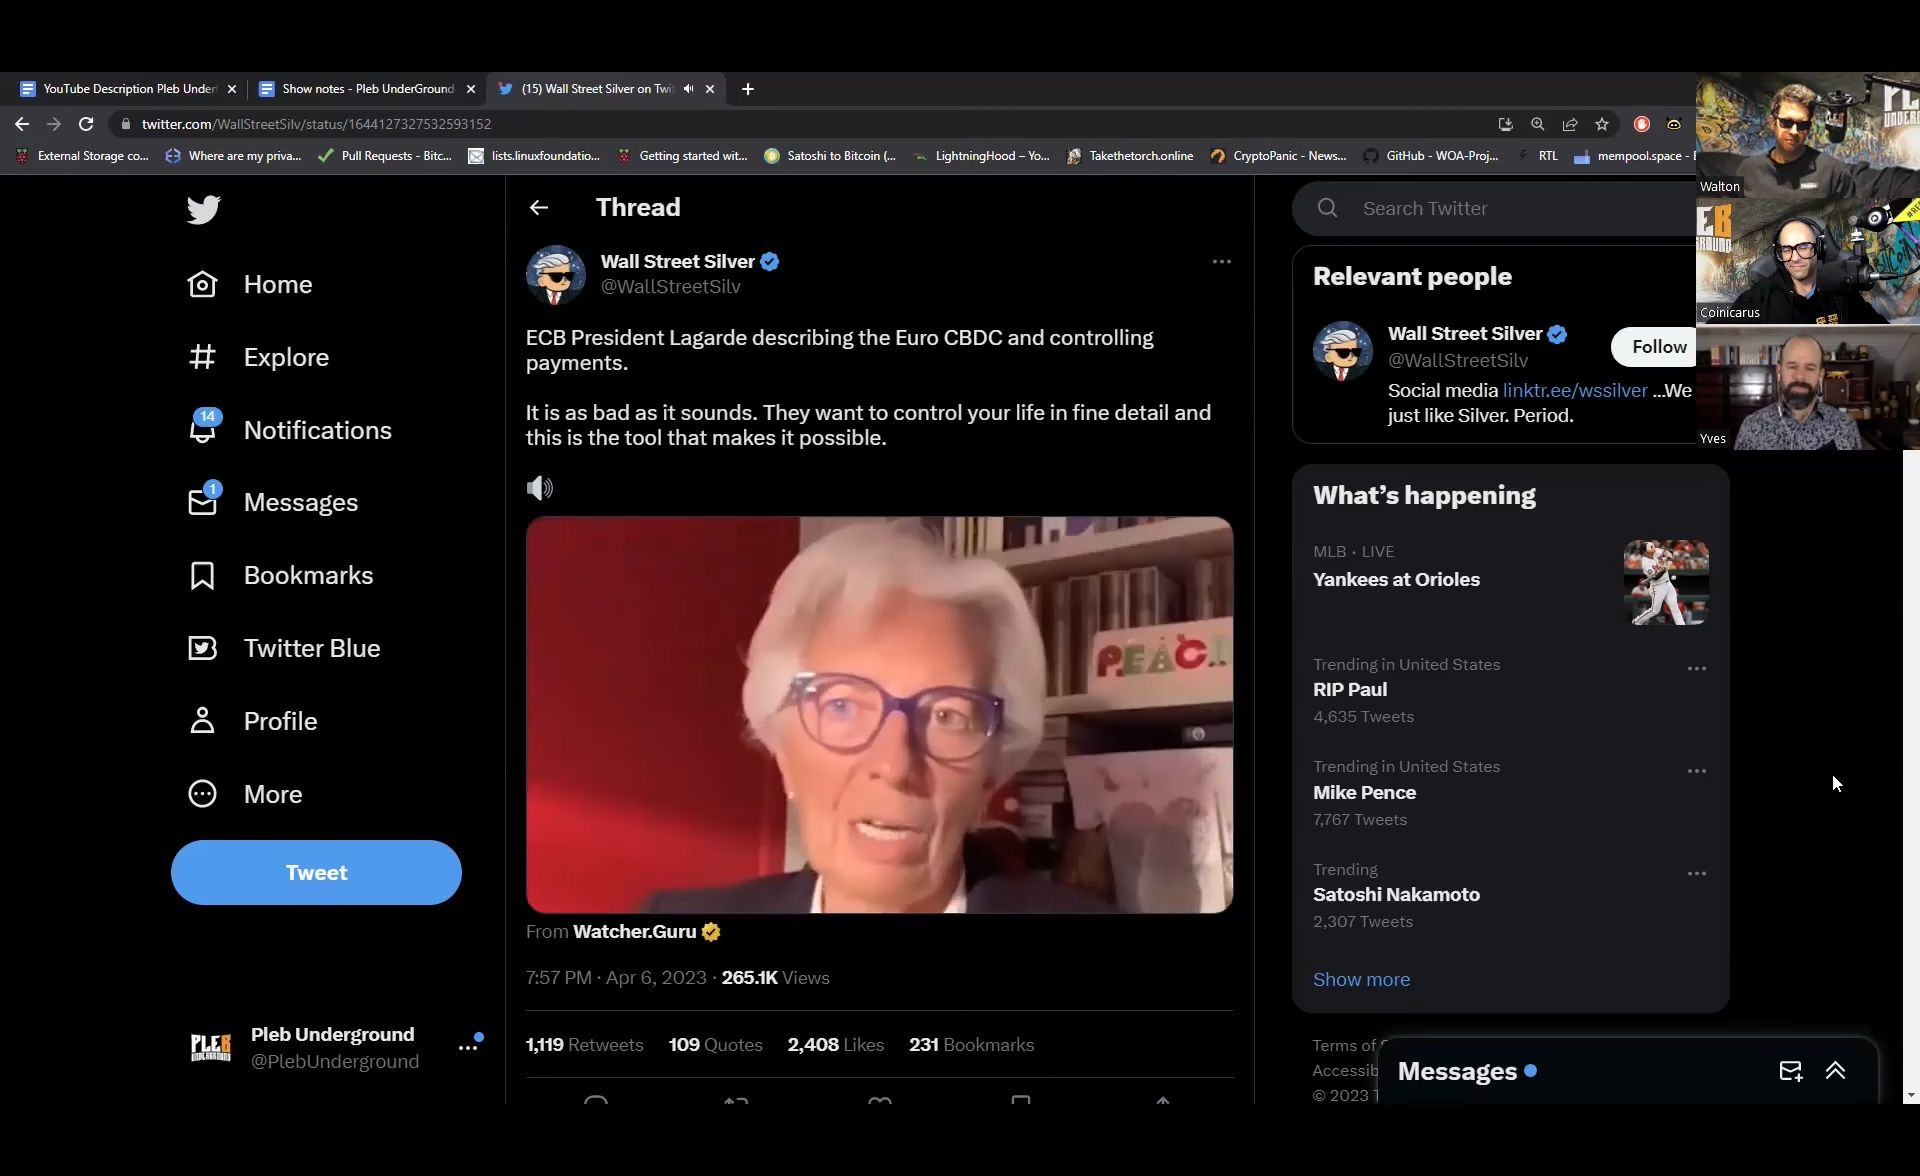 YouTube Description Pleb Under
Show notes - Pleb UnderGround
(15) Wall Street Silver on Twi
twitter.com/WallStreetSilv/status/1644127327532593152
External Storage co...
Where are my priva...
Pull Requests - Bitc...
lists.linuxfoundatio...
Getting started wit...
Satoshi to Bitcoin (...
LightningHood – Yo...
Takethetorch.online
CryptoPanic - News...
GitHub - WOA-Proj...
RTL
mempool.space -
Home
Explore
14
Notifications
1
Messages
Bookmarks
Twitter Blue
Profile
More
Tweet
PLEB
UNDERGROUND
Pleb Underground
@PlebUnderground
Thread
Wall Street Silver
@WallStreetSilv
ECB President Lagarde describing the Euro CBDC and controlling
payments.
It is as bad as it sounds. They want to control your life in fine detail and
this is the tool that makes it possible.
PEAC
From Watcher.Guru
7:57 PM · Apr 6, 2023 · 265.1K Views
1,119 Retweets 109 Quotes 2,408 Likes 231 Bookmarks
Search Twitter
Relevant people
Wall Street Silver
@WallStreetSilv
Follow
Social media linktr.ee/wssilver ...We
just like Silver. Period.
What's happening
MLB · LIVE
Yankees at Orioles
Trending in United States
RIP Paul
4,635 Tweets
Trending in United States
Mike Pence
7,767 Tweets
Trending
Satoshi Nakamoto
2,307 Tweets
Show more
Terms of
Accessib
© 2023
Messages
Walton
Coinicarus
Yves